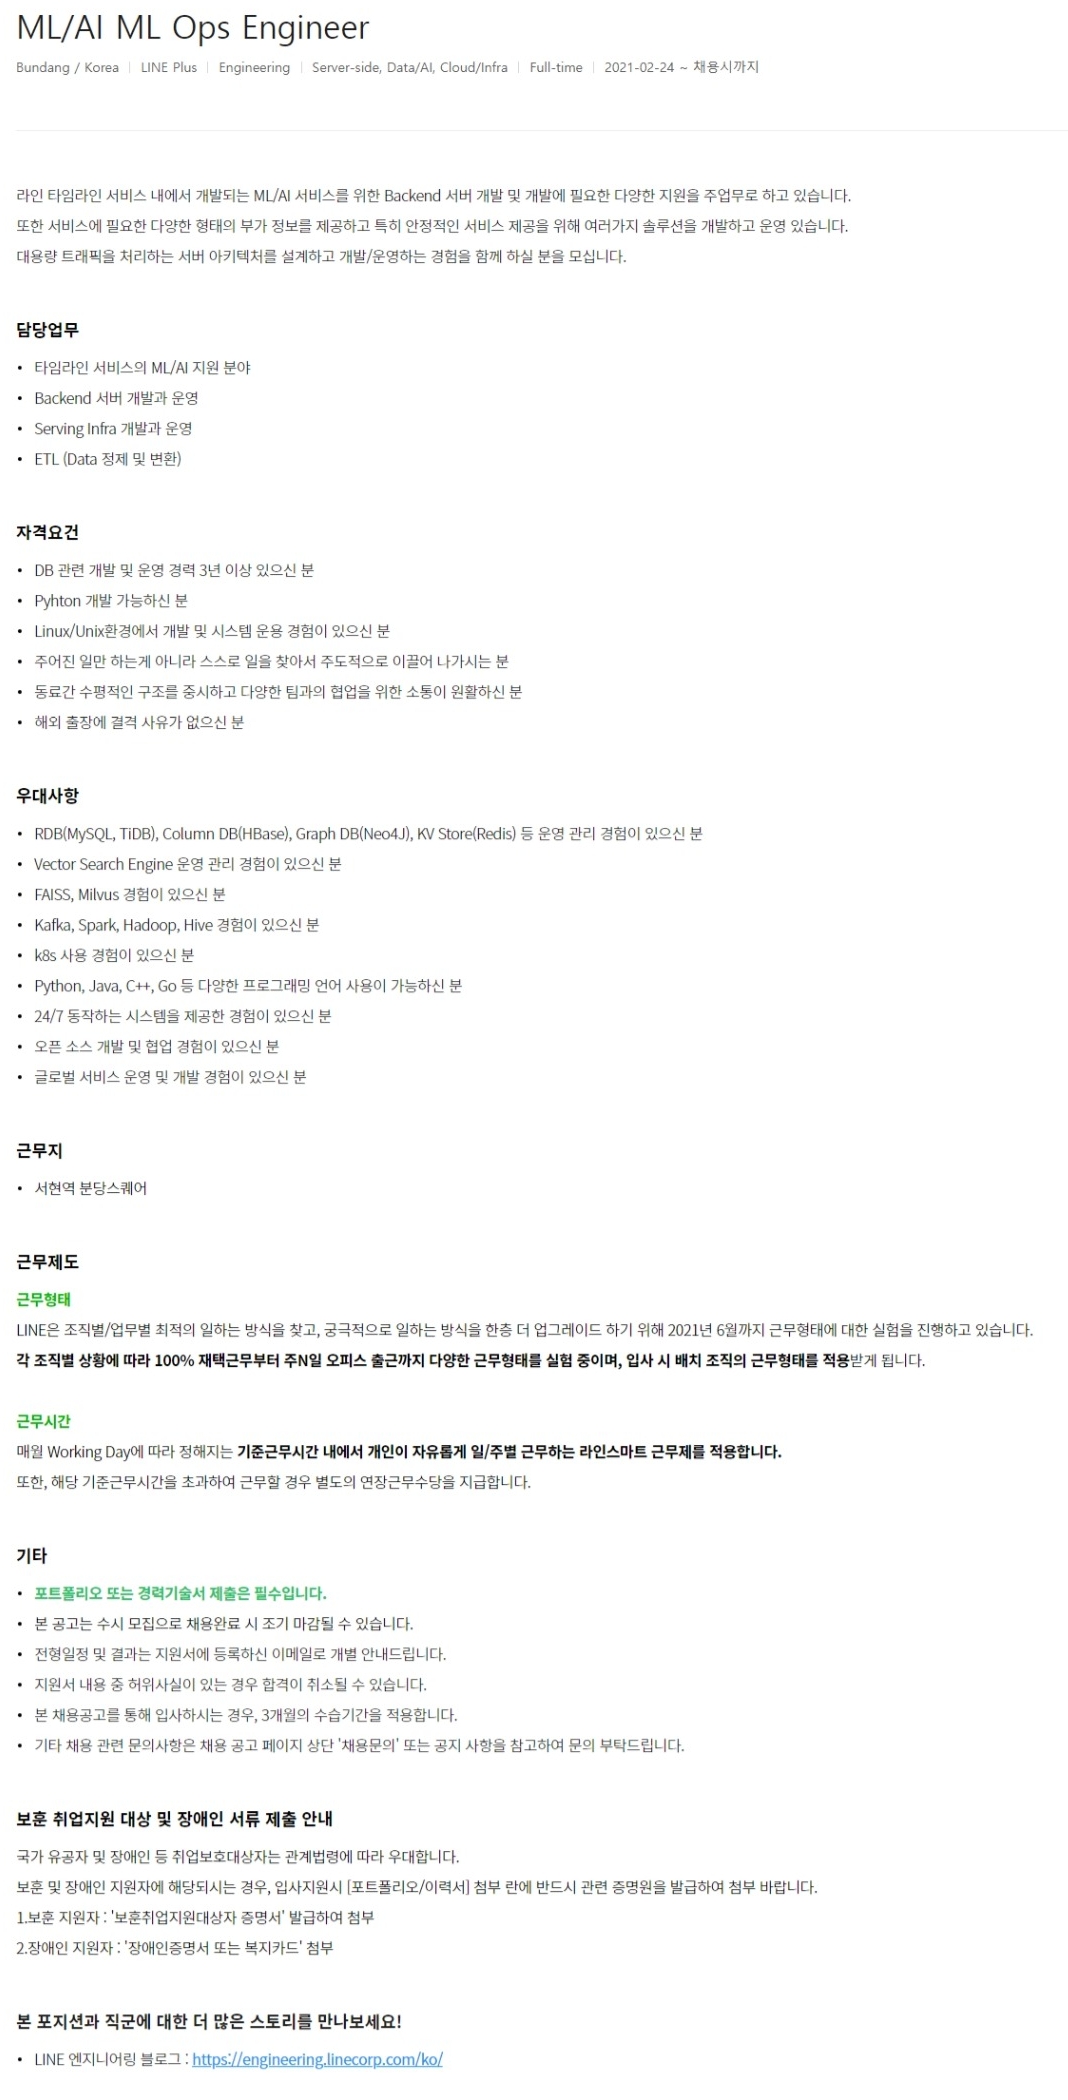 ML/AI ML Ops Engineer
Bundang / Korea | LINE Plus | Engineering | Server-side, Data/AI, Cloud/Infra | Full-time | 2021-02-24 ~ 채용시까지
라인 타임라인 서비스 내에서 개발되는 ML/AI 서비스를 위한 Backend 서버 개발 및 개발에 필요한 다양한 지원을 주업무로 하고 있습니다.
또한 서비스에 필요한 다양한 형태의 부가 정보를 제공하고 특히 안정적인 서비스 제공을 위해 여러가지 솔루션을 개발하고 운영 있습니다.
대용량 트래픽을 처리하는 서버 아키텍처를 설계하고 개발/운영하는 경험을 함께 하실 분을 모십니다.
담당업무
• 타임라인 서비스의 ML/AI 지원 분야
• Backend 서버 개발과 운영
• Serving Infra 개발과 운영
• ETL (Data 정제 및 변환)
자격요건
• DB 관련 개발 및 운영 경력 3년 이상 있으신 분
• Pyhton 개발 가능하신 분
• Linux/Unix환경에서 개발 및 시스템 운용 경험이 있으신 분
• 주어진 일만 하는게 아니라 스스로 일을 찾아서 주도적으로 이끌어 나가시는 분
• 동료간 수평적인 구조를 중시하고 다양한 팀과의 협업을 위한 소통이 원활하신 분
• 해외 출장에 결격 사유가 없으신 분
우대사항
• RDB(MySQL, TiDB), Column DB(HBase), Graph DB(Neo4J), KV Store(Redis) 등 운영 관리 경험이 있으신 분
• Vector Search Engine 운영 관리 경험이 있으신 분
• FAISS, Milvus 경험이 있으신 분
• Kafka, Spark, Hadoop, Hive 경험이 있으신 분
• k8s 사용 경험이 있으신 분
• Python, Java, C++, Go 등 다양한 프로그래밍 언어 사용이 가능하신 분
• 24/7 동작하는 시스템을 제공한 경험이 있으신 분
• 오픈 소스 개발 및 협업 경험이 있으신 분
• 글로벌 서비스 운영 및 개발 경험이 있으신 분
근무지
• 서현역 분당스퀘어
근무제도
근무형태
LINE은 조직별/업무별 최적의 일하는 방식을 찾고, 궁극적으로 일하는 방식을 한층 더 업그레이드 하기 위해 2021년 6월까지 근무형태에 대한 실험을 진행하고 있습니다.
각 조직별 상황에 따라 100% 재택근무부터 주N일 오피스 출근까지 다양한 근무형태를 실험 중이며, 입사 시 배치 조직의 근무형태를 적용받게 됩니다.
근무시간
매월 Working Day에 따라 정해지는 기준근무시간 내에서 개인이 자유롭게 일/주별 근무하는 라인스마트 근무제를 적용합니다.
또한, 해당 기준근무시간을 초과하여 근무할 경우 별도의 연장근무수당을 지급합니다.
기타
• 포트폴리오 또는 경력기술서 제출은 필수입니다.
• 본 공고는 수시 모집으로 채용완료 시 조기 마감될 수 있습니다.
• 전형일정 및 결과는 지원서에 등록하신 이메일로 개별 안내드립니다.
• 지원서 내용 중 허위사실이 있는 경우 합격이 취소될 수 있습니다.
• 본 채용공고를 통해 입사하시는 경우, 3개월의 수습기간을 적용합니다.
• 기타 채용 관련 문의사항은 채용 공고 페이지 상단 '채용문의' 또는 공지 사항을 참고하여 문의 부탁드립니다.
보훈 취업지원 대상 및 장애인 서류 제출 안내
국가 유공자 및 장애인 등 취업보호대상자는 관계법령에 따라 우대합니다.
보훈 및 장애인 지원자에 해당되시는 경우, 입사지원시 [포트폴리오/이력서] 첨부 란에 반드시 관련 증명원을 발급하여 첨부 바랍니다.
1.보훈 지원자 : '보훈취업지원대상자 증명서' 발급하여 첨부
2.장애인 지원자 : '장애인증명서 또는 복지카드' 첨부
본 포지션과 직군에 대한 더 많은 스토리를 만나보세요!
• LINE 엔지니어링 블로그 : https://engineering.linecorp.com/ko/